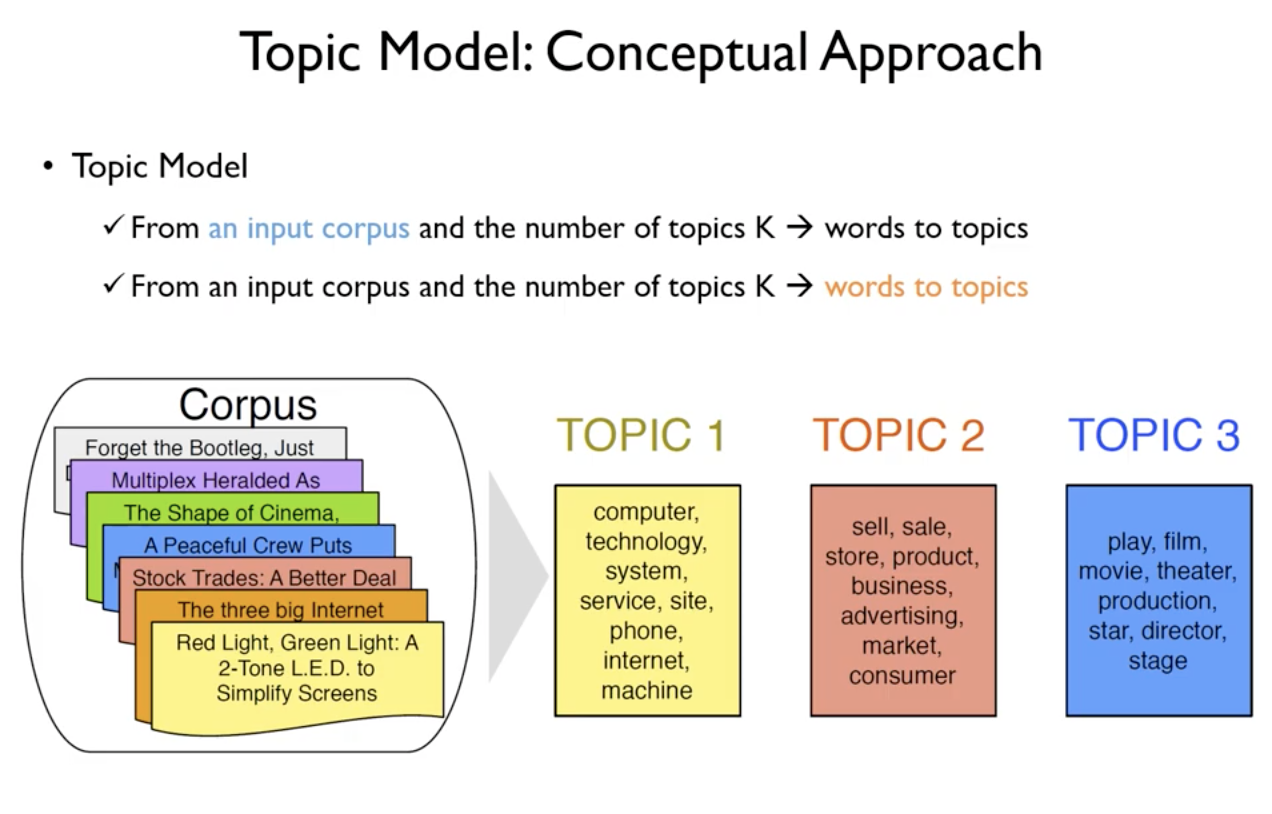 Topic Model: Conceptual Approach
• Topic Model
✓ From an input corpus and the number of topics K → words to topics
✓ From an input corpus and the number of topics K → words to topics
Corpus
Forget the Bootleg, Just
Multiplex Heralded As
The Shape of Cinema,
A Peaceful Crew Puts
Stock Trades: A Better Deal
The three big Internet
Red Light, Green Light: A
2-Tone L.E.D. to
Simplify Screens
TOPIC 1
computer,
technology,
system,
service, site,
phone,
internet,
machine
TOPIC 2
sell, sale,
store, product,
business,
advertising,
market,
consumer
TOPIC 3
play, film,
movie, theater,
production,
star, director,
stage